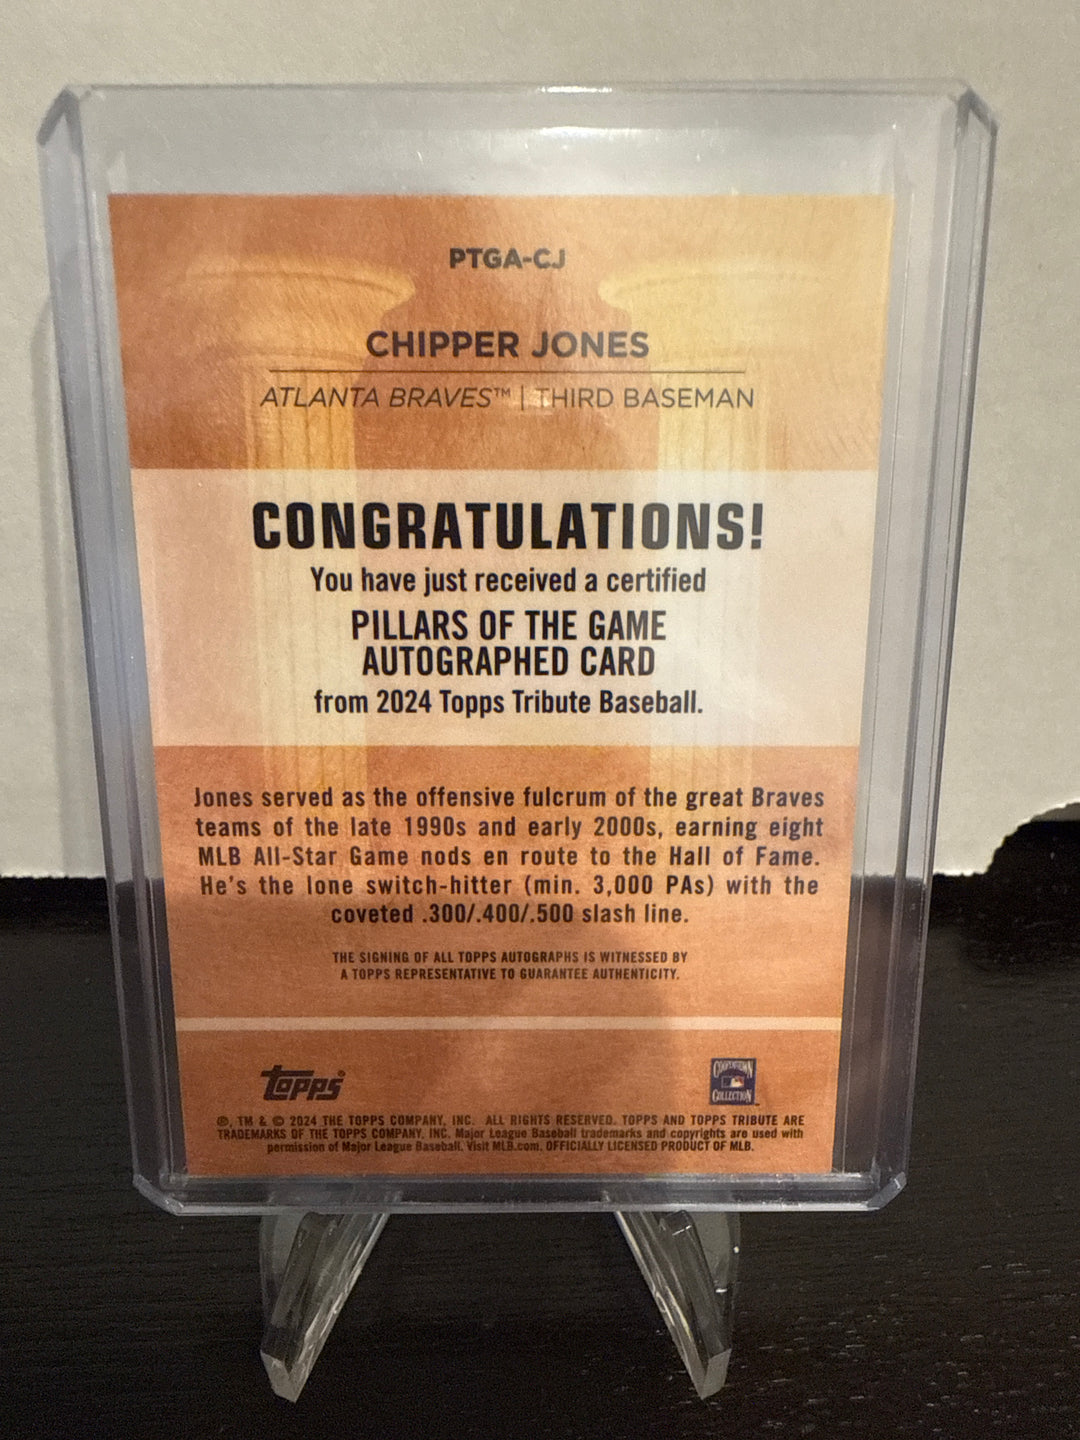 PTGA-CJ
CHIPPER JONES
ATLANTA BRAVES™ | THIRD BASEMAN
CONGRATULATIONS!
You have just received a certified
PILLARS OF THE GAME
AUTOGRAPHED CARD
from 2024 Topps Tribute Baseball.
Jones served as the offensive fulcrum of the great Braves
teams of the late 1990s and early 2000s, earning eight
MLB All-Star Game nods en route to the Hall of Fame.
He's the lone switch-hitter (min. 3,000 PAs) with the
coveted .300/.400/.500 slash line.
THE SIGNING OF ALL TOPPS AUTOGRAPHS IS WITNESSED BY
A TOPPS REPRESENTATIVE TO GUARANTEE AUTHENTICITY.
Topps
COOPERSTOWN
COLLECTION™
®, TM & © 2024 THE TOPPS COMPANY, INC. ALL RIGHTS RESERVED. TOPPS AND TOPPS TRIBUTE ARE
TRADEMARKS OF THE TOPPS COMPANY, INC. Major League Baseball trademarks and copyrights are used with
permission of Major League Baseball. Visit MLB.com. OFFICIALLY LICENSED PRODUCT OF MLB.